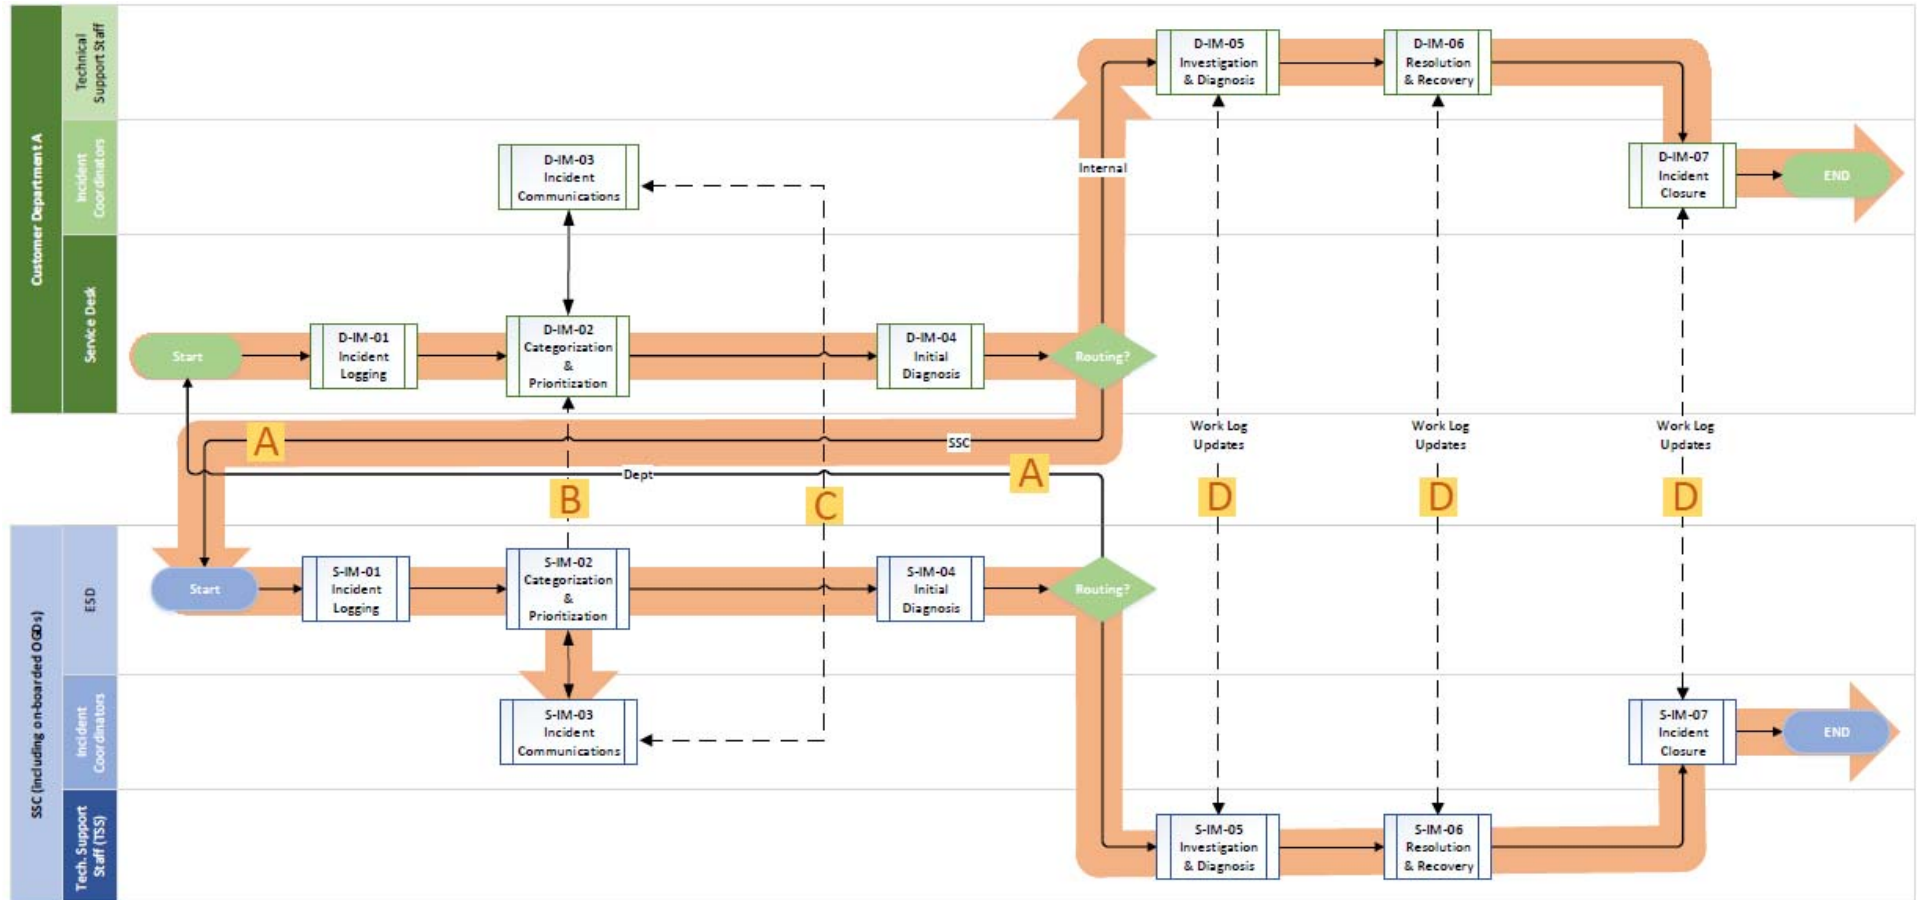 Customer Department A
Technical
Support Staff
Incident
Coordinators
Service Desk
D-IM-05
Investigation
& Diagnosis
D-IM-06
Resolution
& Recovery
D-IM-03
Incident
Communications
Internal
D-IM-07
Incident
Closure
END
Start
D-IM-01
Incident
Logging
D-IM-02
Categorization
&
Prioritization
D-IM-04
Initial
Diagnosis
Routing?
A
SSC
Work Log
Updates
Work Log
Updates
Work Log
Updates
Dept
A
B
C
D
D
D
SSC (including on-boarded OGDs)
ESD
Incident
Coordinators
Tech. Support
Staff (TSS)
Start
S-IM-01
Incident
Logging
S-IM-02
Categorization
&
Prioritization
S-IM-04
Initial
Diagnosis
Routing?
S-IM-03
Incident
Communications
S-IM-07
Incident
Closure
END
S-IM-05
Investigation
& Diagnosis
S-IM-06
Resolution
& Recovery